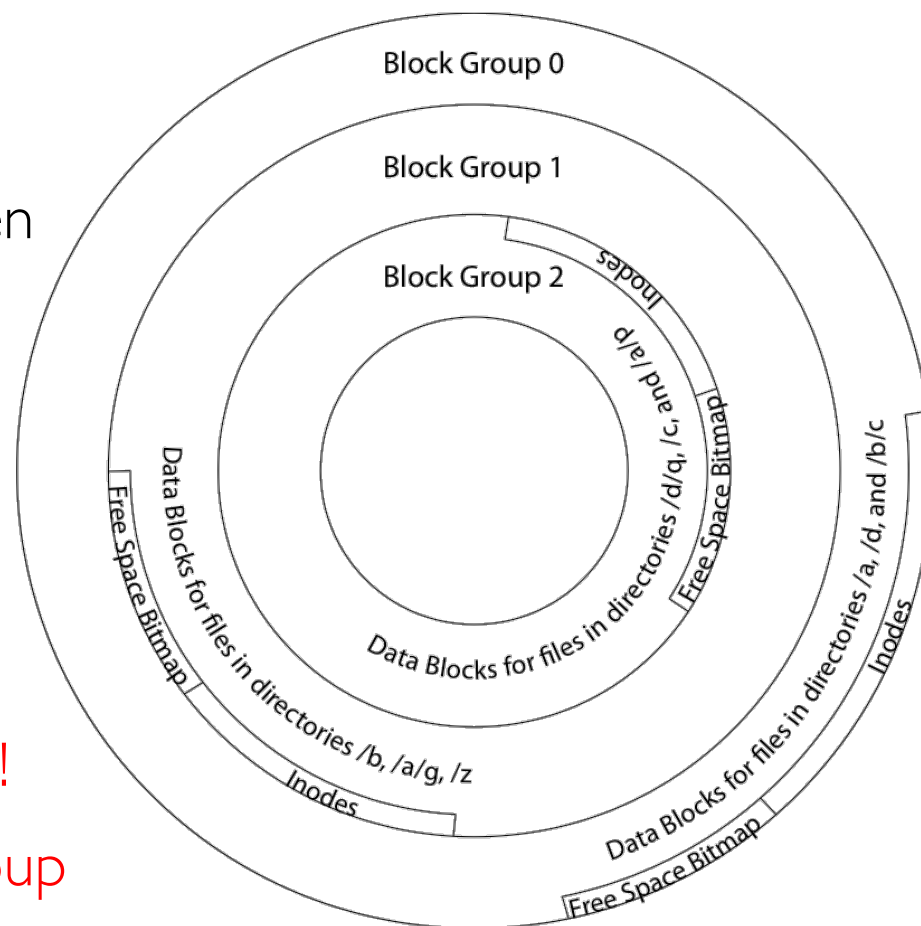 Block Group 0
Block Group 1
en
Block Group 2
Inodes
Data Blocks for files in directories /d/q, /c, and /a/p
Free Space Bitmap
Data Blocks for files in directories /b, /a/g, /z
Free Space Bitmap
Inodes
Data Blocks for files in directories /a, /d, and /b/c
Inodes
Free Space Bitmap
!
oup